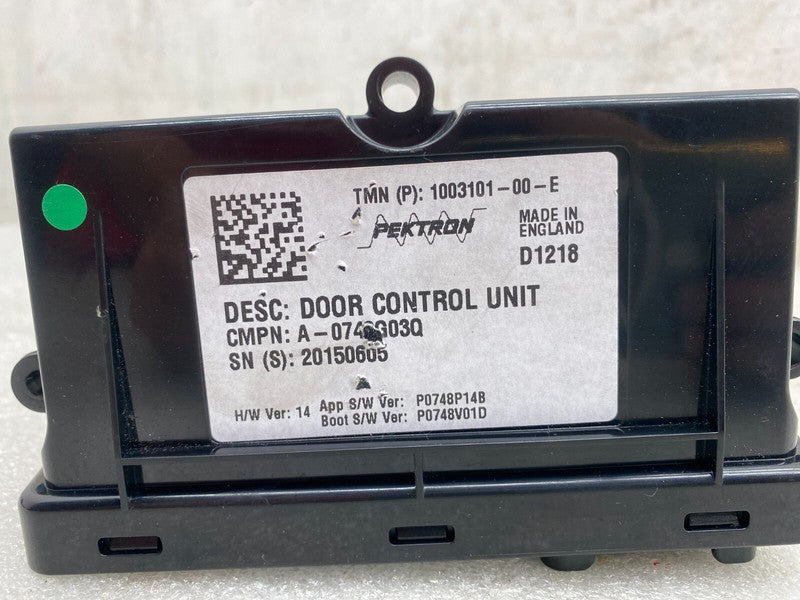 TMN (P): 1003101-00-E
PEKTRON
MADE IN
ENGLAND
D1218
DESC: DOOR CONTROL UNIT
CMPN:
SN (S): 20150605
H/W Ver: 14 App S/W Ver: P0748P14B
Boot S/W Ver: P0748V01D